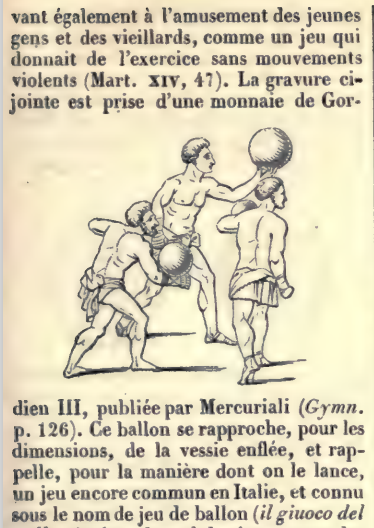 vant également à l'amusement des jeunes
gens et des vieillards, comme un jeu qui
donnait de l'exercice sans mouvements
violents (Mart. XIV, 47). La gravure ci-
jointe est prise d'une monnaie de Gor-
dien III, publiée par Mercuriali (Gymn.
p. 126). Ce ballon se rapproche, pour les
dimensions, de la vessie enflée, et rap-
pelle, pour la manière dont on le lance,
un jeu encore commun en Italie, et connu
sous le nom de jeu de ballon (il giuoco del